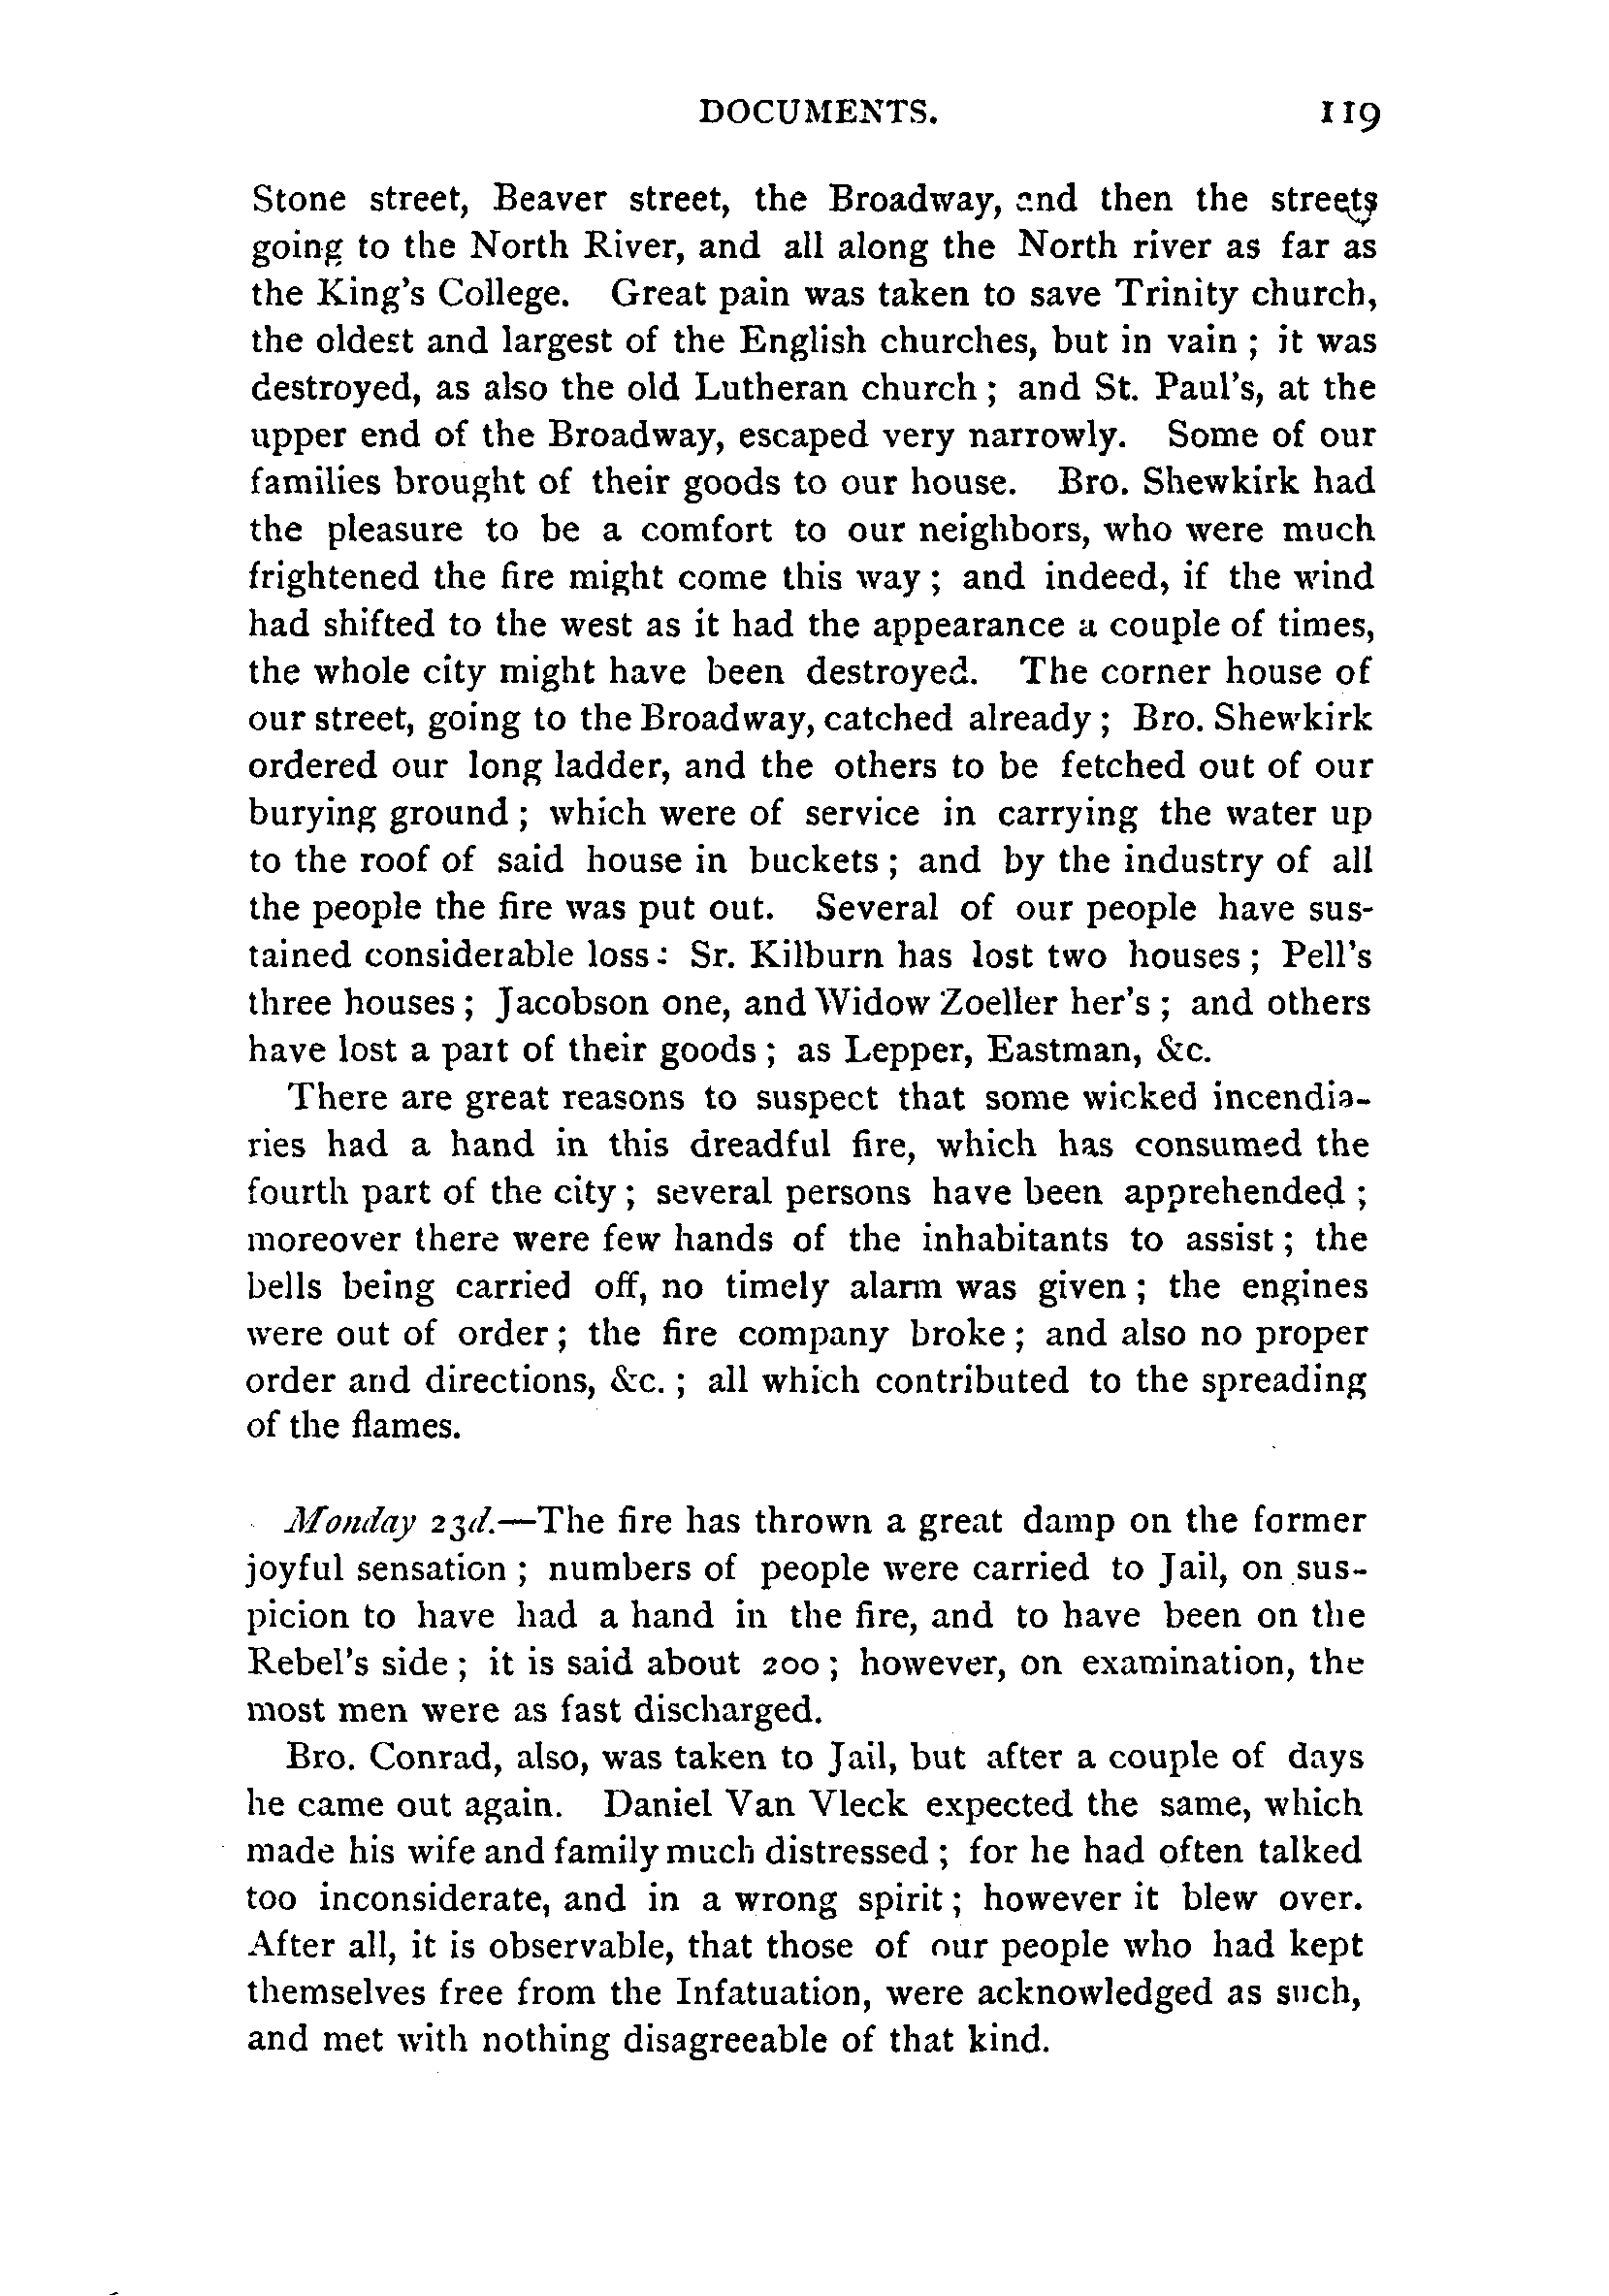 DOCUMENTS. 119
Stone street, Beaver street, the Broadway, and then the streets
going to the North River, and all along the North river as far as
the King's College. Great pain was taken to save Trinity church,
the oldest and largest of the English churches, but in vain ; it was
destroyed, as also the old Lutheran church ; and St. Paul's, at the
upper end of the Broadway, escaped very narrowly. Some of our
families brought of their goods to our house. Bro. Shewkirk had
the pleasure to be a comfort to our neighbors, who were much
frightened the fire might come this way ; and indeed, if the wind
had shifted to the west as it had the appearance a couple of times,
the whole city might have been destroyed. The corner house of
our street, going to the Broadway, catched already ; Bro. Shewkirk
ordered our long ladder, and the others to be fetched out of our
burying ground ; which were of service in carrying the water up
to the roof of said house in buckets ; and by the industry of all
the people the fire was put out. Several of our people have sus-
tained considerable loss : Sr. Kilburn has lost two houses ; Pell's
three houses ; Jacobson one, and Widow Zoeller her's ; and others
have lost a part of their goods ; as Lepper, Eastman, &c.
There are great reasons to suspect that some wicked incendia-
ries had a hand in this dreadful fire, which has consumed the
fourth part of the city ; several persons have been apprehended ;
moreover there were few hands of the inhabitants to assist ; the
bells being carried off, no timely alarm was given ; the engines
were out of order ; the fire company broke ; and also no proper
order and directions, &c. ; all which contributed to the spreading
of the flames.
Monday 23d.—The fire has thrown a great damp on the former
joyful sensation ; numbers of people were carried to Jail, on sus-
picion to have had a hand in the fire, and to have been on the
Rebel's side ; it is said about 200 ; however, on examination, the
most men were as fast discharged.
Bro. Conrad, also, was taken to Jail, but after a couple of days
he came out again. Daniel Van Vleck expected the same, which
made his wife and family much distressed ; for he had often talked
too inconsiderate, and in a wrong spirit ; however it blew over.
After all, it is observable, that those of our people who had kept
themselves free from the Infatuation, were acknowledged as such,
and met with nothing disagreeable of that kind.